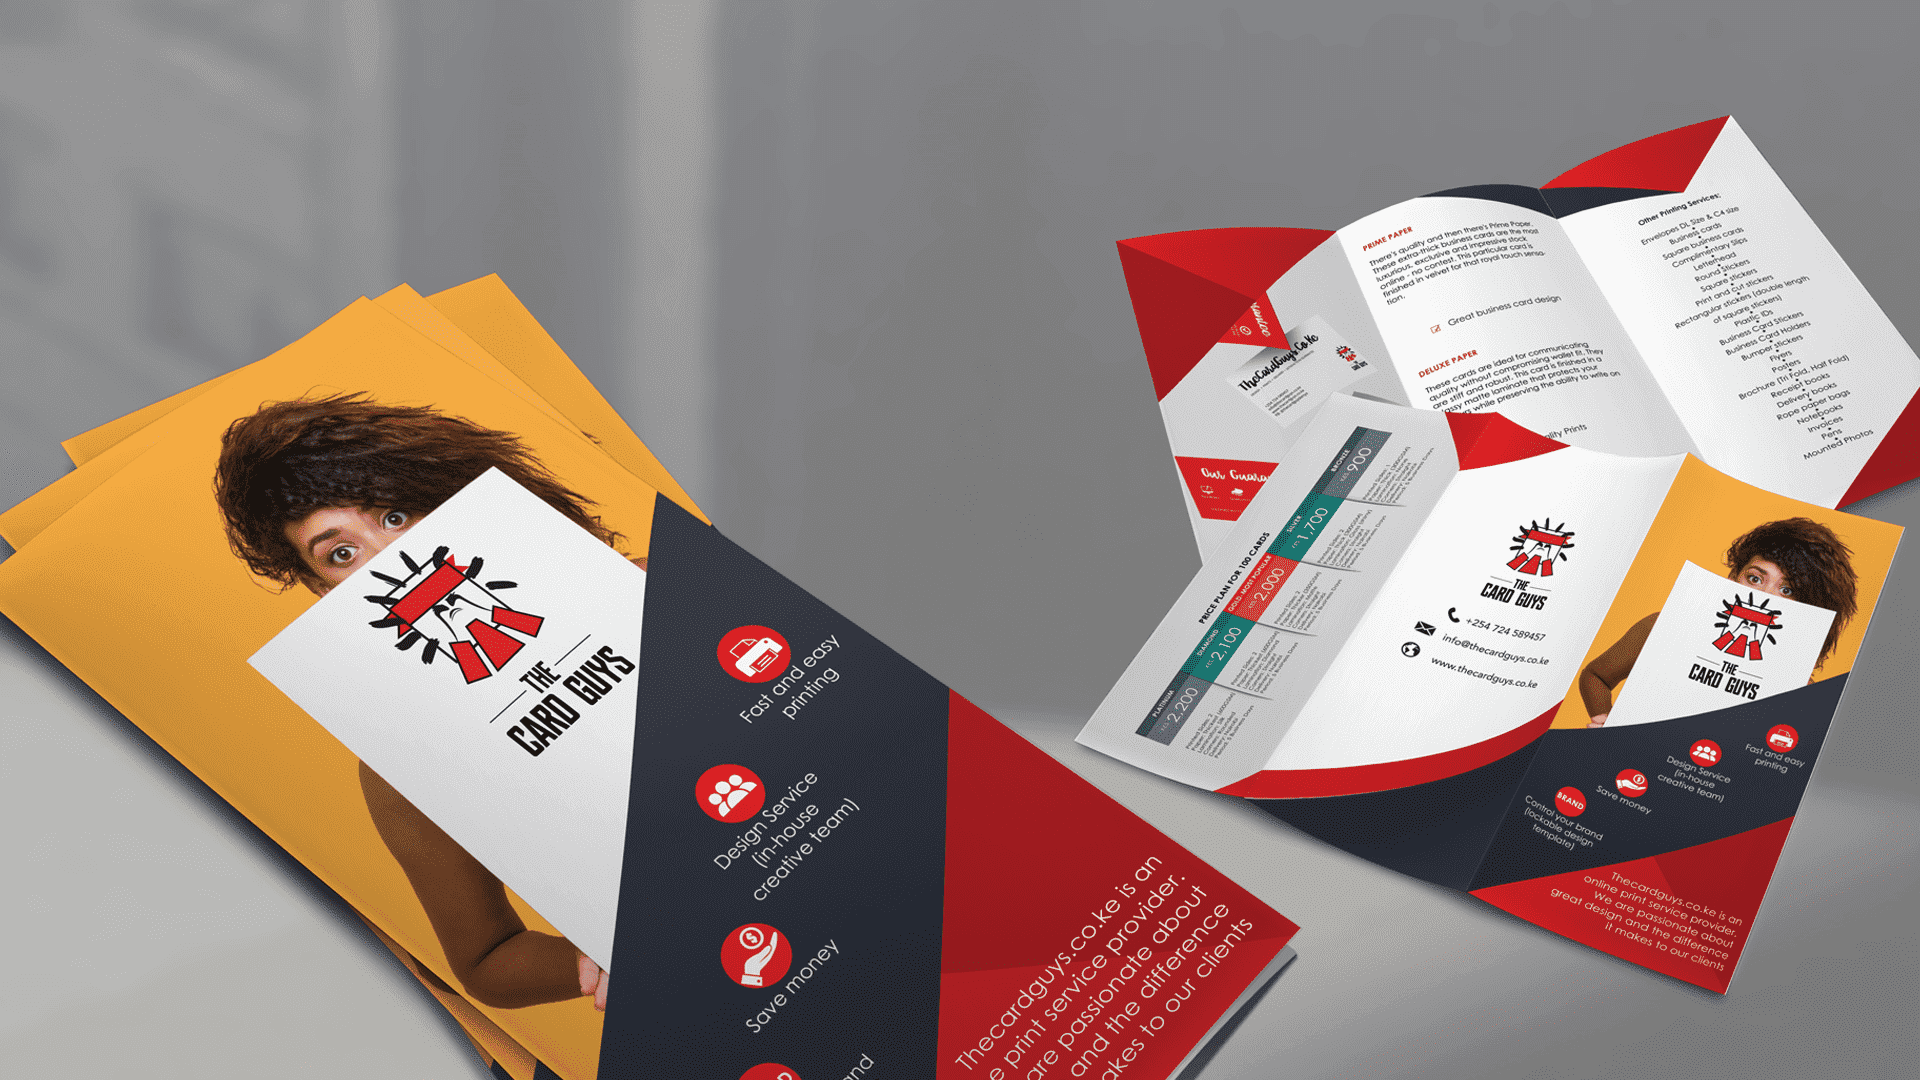 THE
CARD GUYS
Fast and easy
printing
Design Service
(in-house
creative team)
Save money
Thecardguys.co.ke is an
e print service provider.
are passionate about
and the difference
akes to our clients
PRIME PAPER
There's quality and then there's Prime Paper.
These extra-thick business cards are the most
luxurious, exclusive and impressive stock
online - no contest. This particular card is
finished in velvet for that royal touch sensa-
tion.
Great business card design
DELUXE PAPER
These cards are ideal for communicating
quality without compromising wallet fit. They
are stiff and robust. This card is finished in a
lassy matte laminate that protects your
while preserving the ability to write on
ality Prints
Other Printing Services:
Envelopes DL Size & C4 size
Business cards
Square business cards
Complimentary Slips
Letterhead
Round Stickers
Square stickers
Print and cut stickers
Rectangular stickers (double length
of square stickers)
Plastic IDs
Business Card Stickers
Business Card Holders
Bumper stickers
Flyers
Posters
Brochure (Tri Fold, Half Fold)
Receipt books
Delivery books
Rope paper bags
Notebooks
Invoices
Pens
Mounted Photos
TheCardGuys.Co.Ke
Our Guaran
PRICE PLAN FOR 100 CARDS
BRONZE
KES 900
SILVER
KES 1,700
GOLD MOST POPULAR
KES 2,000
DIAMOND
KES 2,100
PLATINUM
KES 2,200
THE
CARD GUYS
+254 724 589457
info@thecardguys.co.ke
www.thecardguys.co.ke
THE
CARD GUYS
Fast and easy
printing
Design Service
(in-house
creative team)
Save money
BRAND
Control your brand
(lockable design
template)
Thecardguys.co.ke is an
online print service provider.
We are passionate about
great design and the difference
it makes to our clients